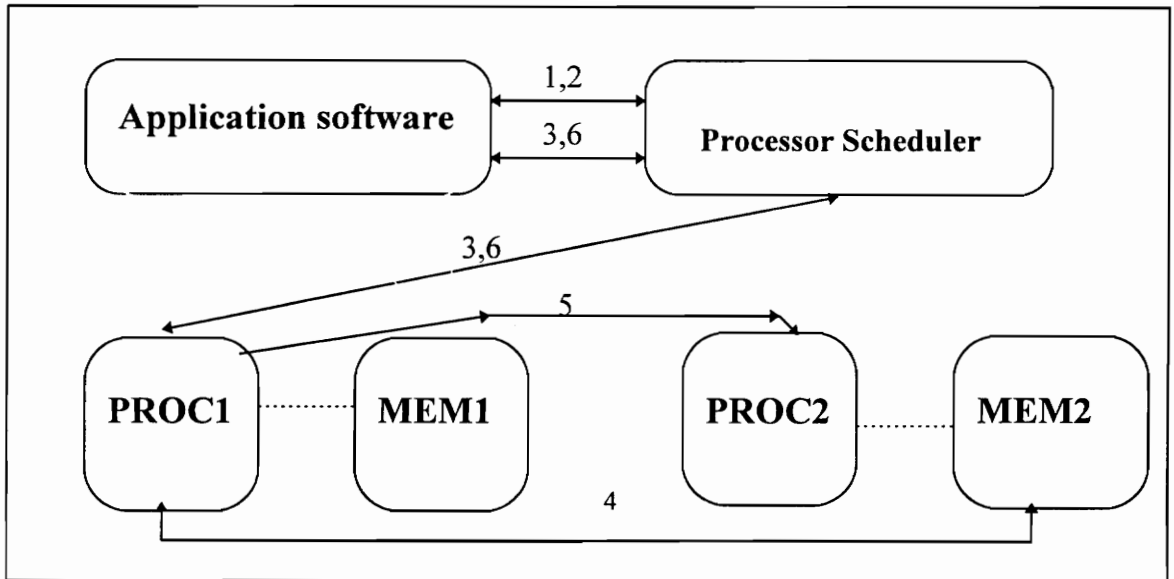 1,2
Application software
3,6
Processor Scheduler
3,6
5
PROC1
MEM1
PROC2
MEM2
4